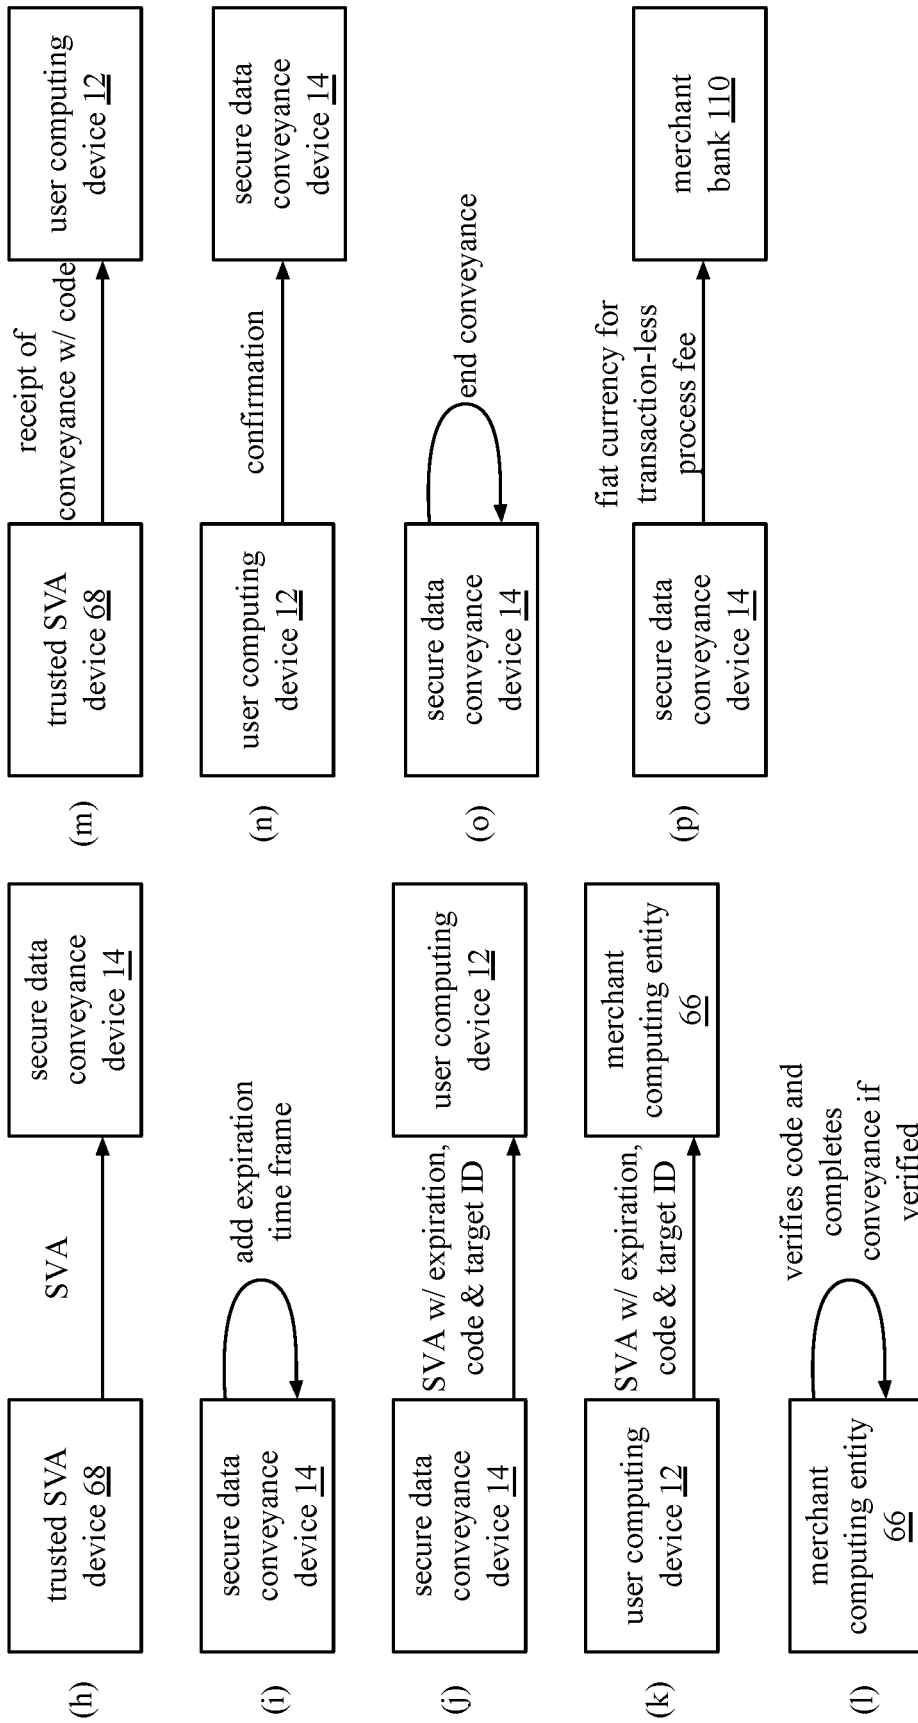 (h)
trusted SVA
device 68
SVA
secure data
conveyance
device 14
(i)
secure data
conveyance
device 14
add expiration
time frame
(j)
secure data
conveyance
device 14
SVA w/ expiration,
code & target ID
user computing
device 12
(k)
user computing
device 12
SVA w/ expiration,
code & target ID
merchant
computing entity
66
(l)
merchant
computing entity
66
verifies code and
completes
conveyance if
verified
(m)
trusted SVA
device 68
receipt of
conveyance w/ code
user computing
device 12
(n)
user computing
device 12
confirmation
secure data
conveyance
device 14
(o)
secure data
conveyance
device 14
end conveyance
(p)
secure data
conveyance
device 14
fiat currency for
transaction-less
process fee
merchant
bank 110